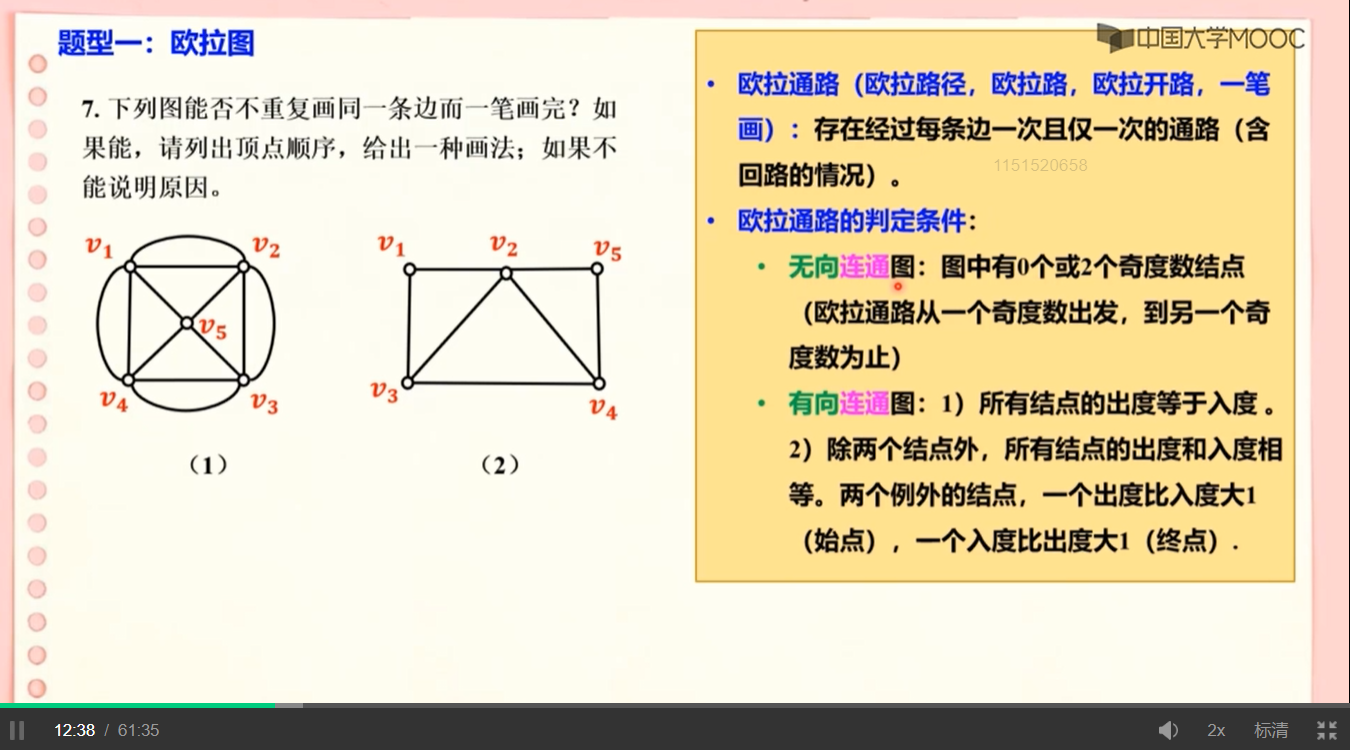 题型一：欧拉图
7. 下列图能否不重复画同一条边而一笔画完？如
果能，请列出顶点顺序，给出一种画法；如果不
能说明原因。
v1
v2
v5
v4
v3
（1）
v1
v2
v5
v3
v4
（2）
中国大学MOOC
• 欧拉通路（欧拉路径，欧拉路，欧拉开路，一笔
画）：存在经过每条边一次且仅一次的通路（含
回路的情况）。
1151520658
• 欧拉通路的判定条件：
• 无向连通图：图中有0个或2个奇度数结点
（欧拉通路从一个奇度数出发，到另一个奇
度数为止）
• 有向连通图：1）所有结点的出度等于入度 。
2）除两个结点外，所有结点的出度和入度相
等。两个例外的结点，一个出度比入度大1
（始点），一个入度比出度大1（终点）.
12:38 / 61:35
2x
标清